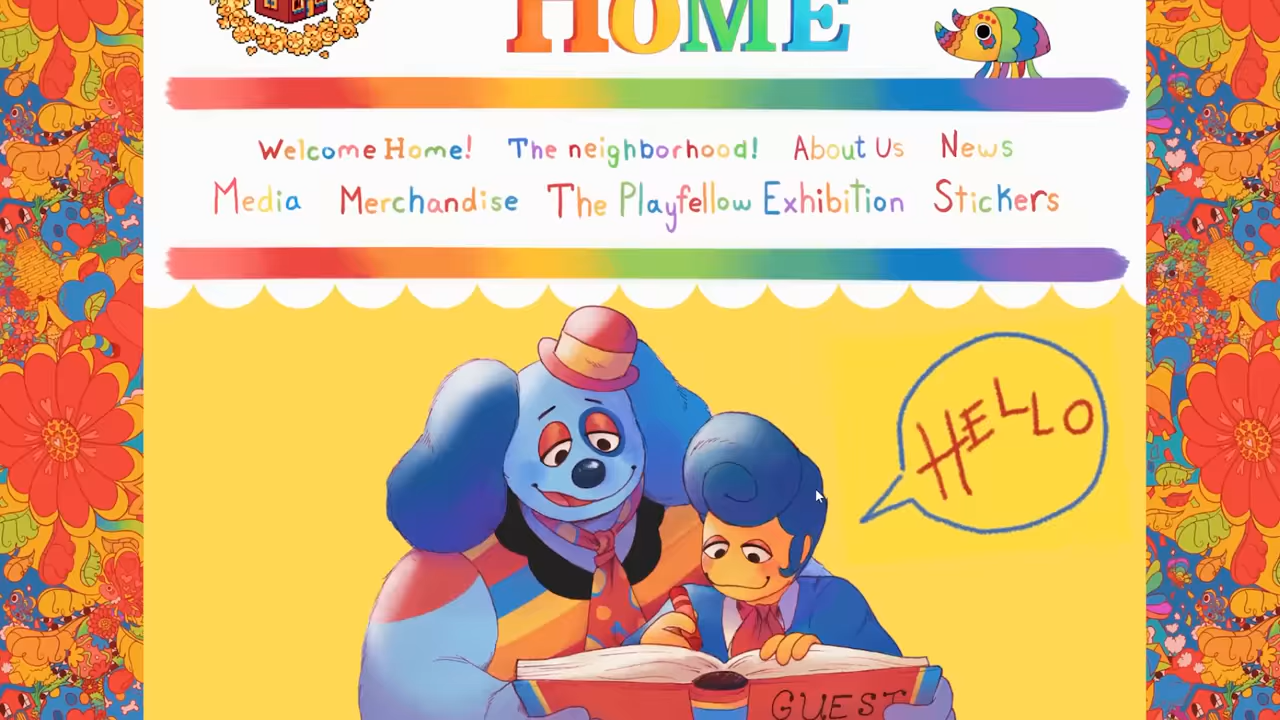 HOME
Welcome Home! The neighborhood! About Us News
Media Merchandise The Playfellow Exhibition Stickers
HELLO
GUEST